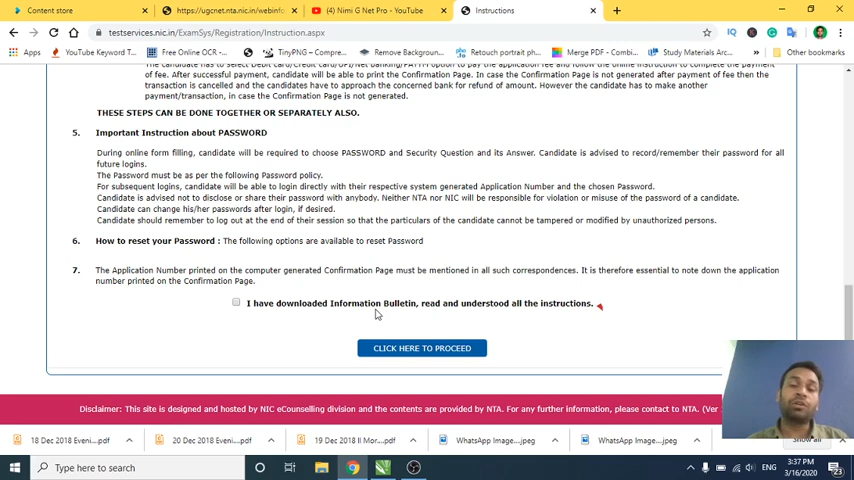 Content store
https://ugcnet.nta.nic.in/webinfo
(4) Nimi G Net Pro - YouTube
Instructions
testservices.nic.in/ExamSys/Registration/Instruction.aspx
Apps
YouTube Keyword T...
Free Online OCR -...
TinyPNG – Compre...
Remove Background...
Retouch portrait ph...
Merge PDF - Combi...
Study Materials Arc...
Other bookmarks
The candidate has to select Debit Card/Credit Card/UPI/Net Banking/PAYTM option to pay the application fee and follow the online instruction to complete the payment
of fee. After successful payment, candidate will be able to print the Confirmation Page. In case the Confirmation Page is not generated after payment of fee then the
transaction is cancelled and the candidates have to approach the concerned bank for refund of amount. However the candidate has to make another
payment/transaction, in case the Confirmation Page is not generated.
THESE STEPS CAN BE DONE TOGETHER OR SEPARATELY ALSO.
5. Important Instruction about PASSWORD
During online form filling, candidate will be required to choose PASSWORD and Security Question and its Answer. Candidate is advised to record/remember their password for all
future logins.
The Password must be as per the following Password policy.
For subsequent logins, candidate will be able to login directly with their respective system generated Application Number and the chosen Password.
Candidate is advised not to disclose or share their password with anybody. Neither NTA nor NIC will be responsible for violation or misuse of the password of a candidate.
Candidate can change his/her passwords after login, if desired.
Candidate should remember to log out at the end of their session so that the particulars of the candidate cannot be tampered or modified by unauthorized persons.
6. How to reset your Password : The following options are available to reset Password
7. The Application Number printed on the computer generated Confirmation Page must be mentioned in all such correspondences. It is therefore essential to note down the application
number printed on the Confirmation Page.
I have downloaded Information Bulletin, read and understood all the instructions.
CLICK HERE TO PROCEED
Disclaimer: This site is designed and hosted by NIC eCounselling division and the contents are provided by NTA. For any further information, please contact to NTA. (Ver
18 Dec 2018 Eveni....pdf
20 Dec 2018 Eveni....pdf
19 Dec 2018 II Mor....pdf
WhatsApp Image....jpeg
WhatsApp Image....jpeg
Show all
Type here to search
ENG
3:37 PM
3/16/2020
23